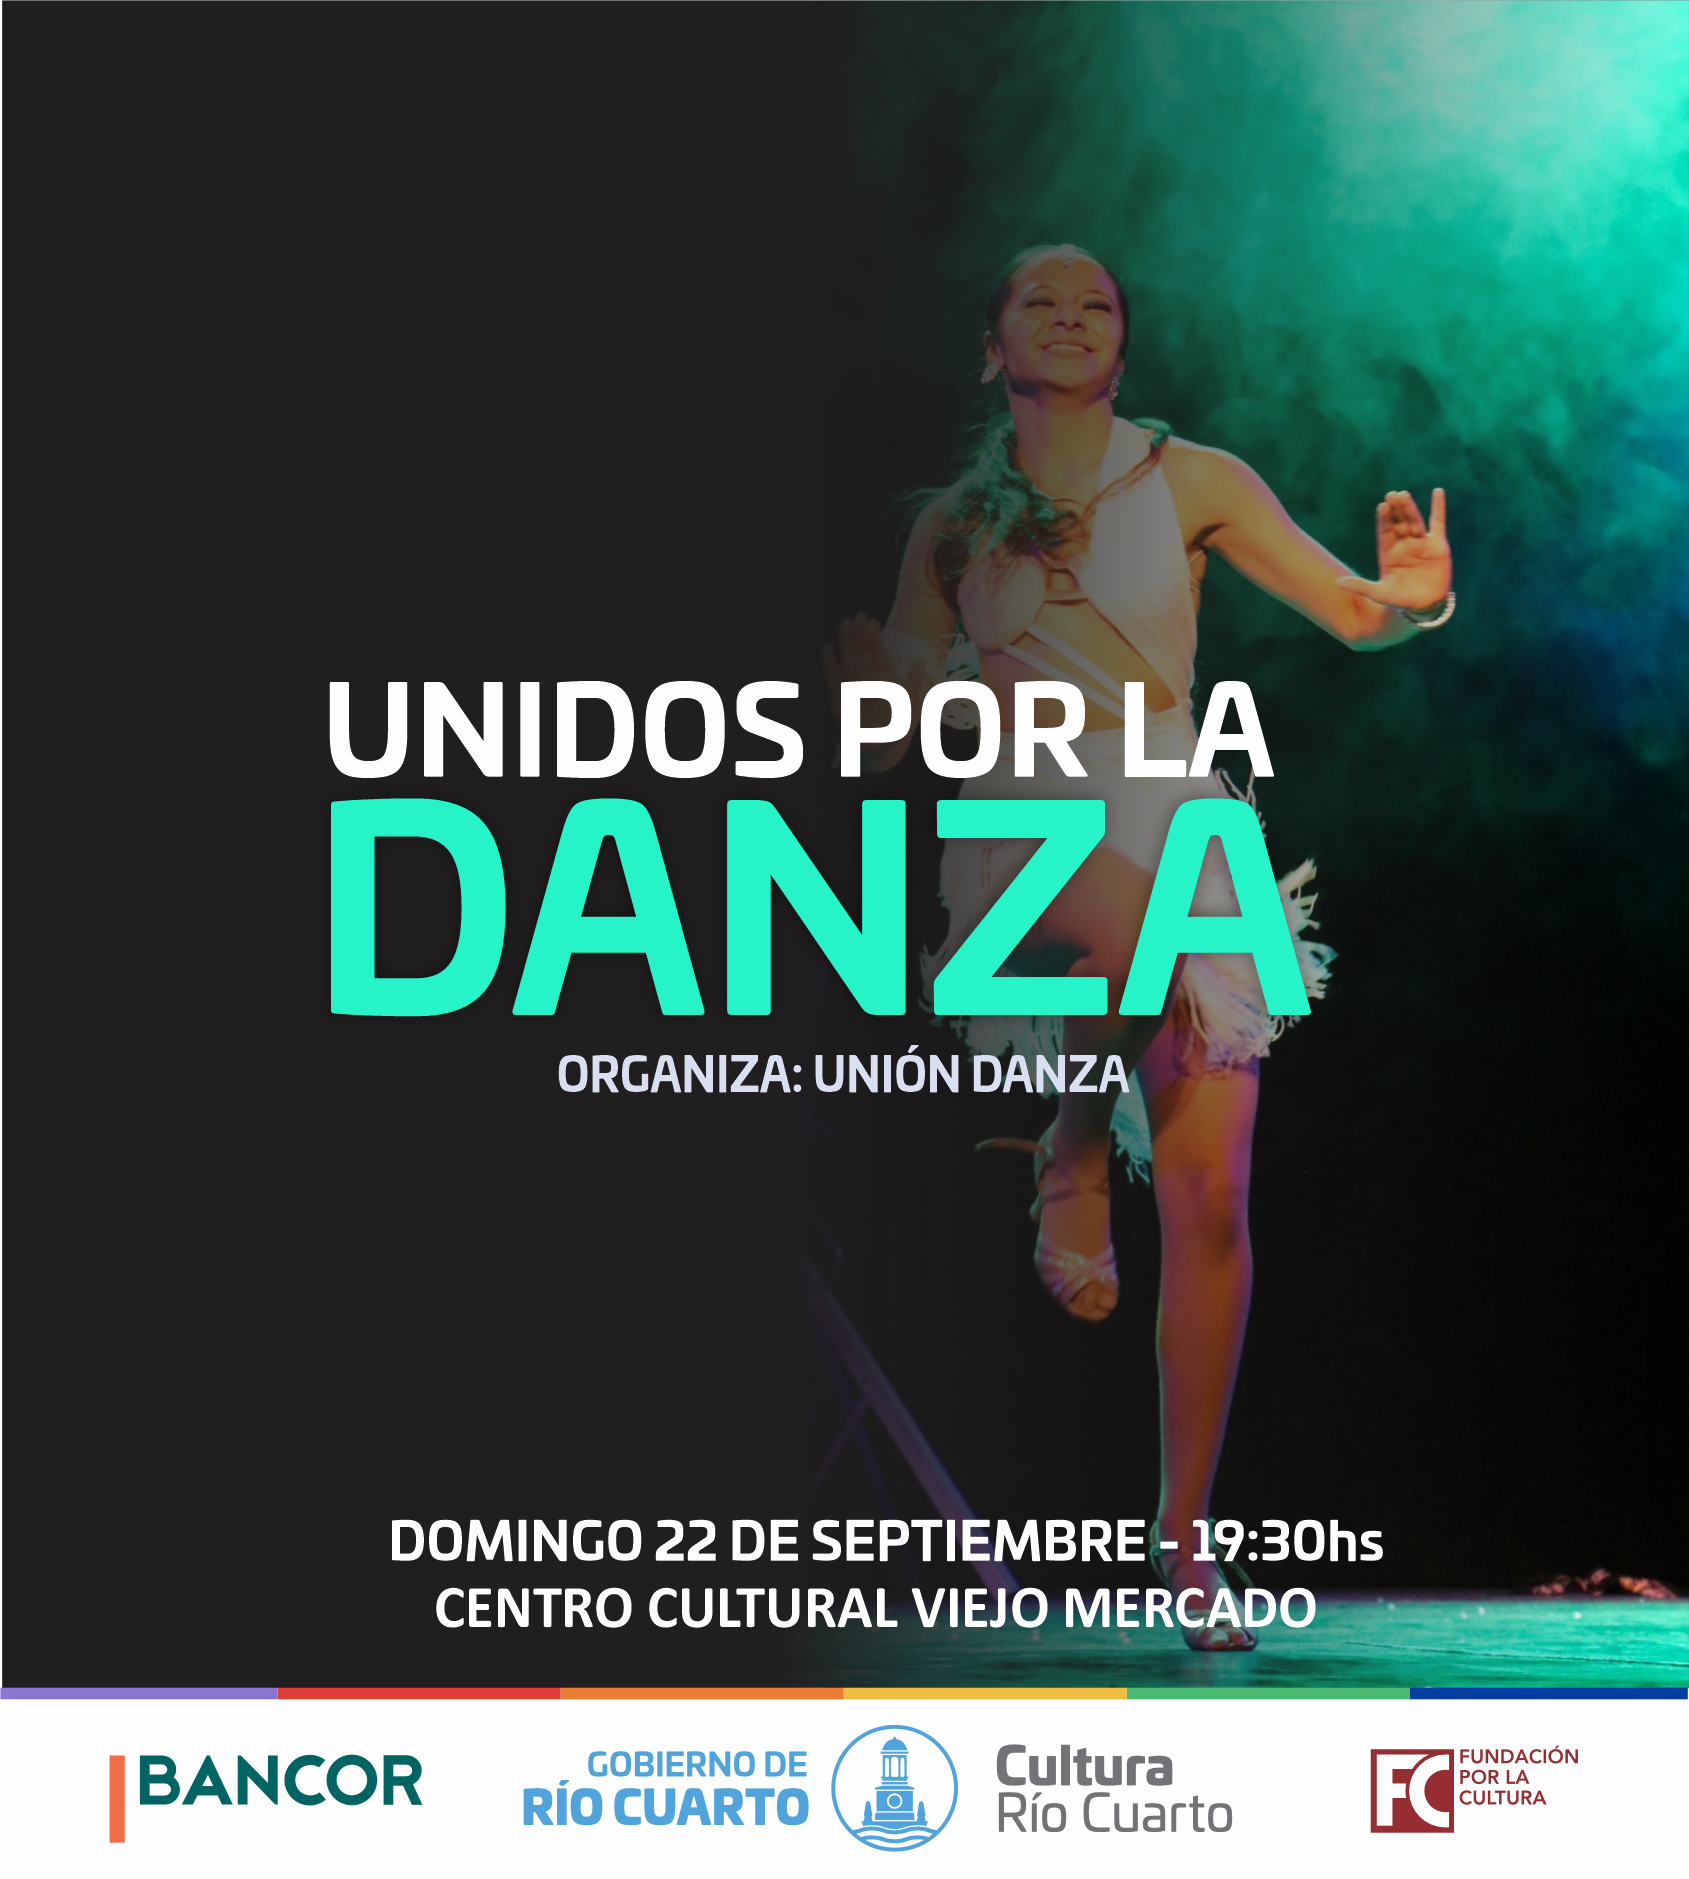 UNIDOS POR LA
DANZA
ORGANIZA: UNIÓN DANZA
DOMINGO 22 DE SEPTIEMBRE - 19:30hs
CENTRO CULTURAL VIEJO MERCADO
BANCOR
GOBIERNO DE
RÍO CUARTO
Cultura
Río Cuarto
FC
FUNDACIÓN
POR LA
CULTURA